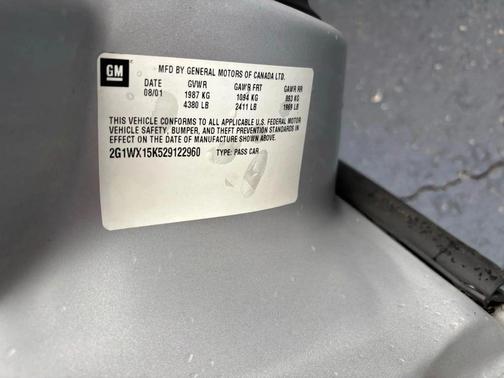 GM
MFD BY GENERAL MOTORS OF CANADA LTD.
DATE GVWR GAWR FRT GAWR RR
08/01 1987 KG 1094 KG 893 KG
4380 LB 2411 LB 1969 LB
THIS VEHICLE CONFORMS TO ALL APPLICABLE U.S. FEDERAL MOTOR
VEHICLE SAFETY, BUMPER, AND THEFT PREVENTION STANDARDS IN
EFFECT ON THE DATE OF MANUFACTURE SHOWN ABOVE.
2G1WX15K529122960 TYPE: PASS CAR